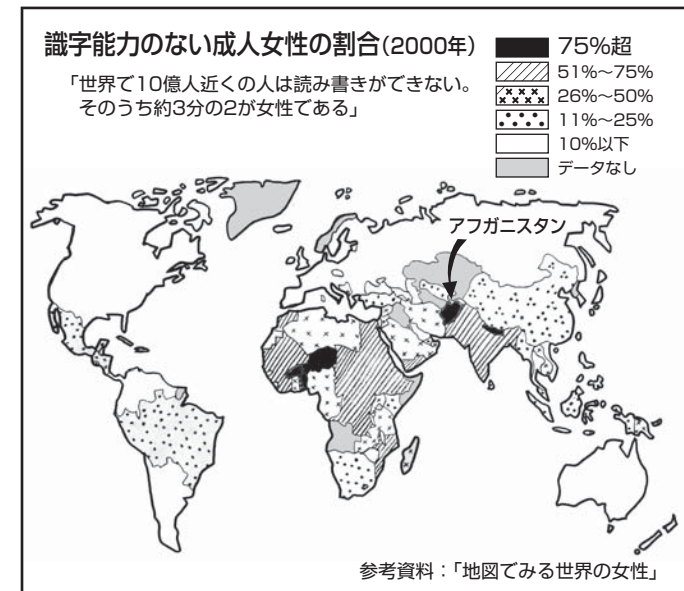 識字能力のない成人女性の割合(2000年)
「世界で10億人近くの人は読み書きができない。
そのうち約3分の2が女性である」
75%超
51%〜75%
26%〜50%
11%〜25%
10%以下
データなし
アフガニスタン
参考資料:「地図でみる世界の女性」